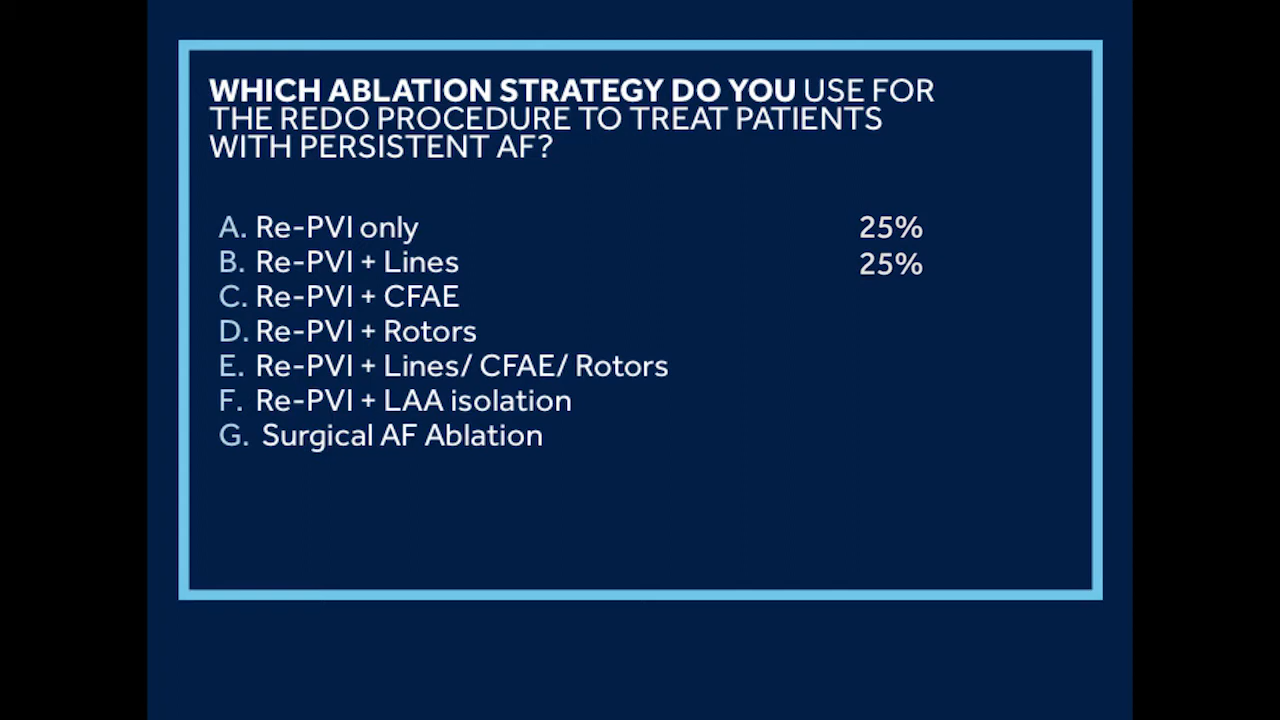 WHICH ABLATION STRATEGY DO YOU USE FOR
THE REDO PROCEDURE TO TREAT PATIENTS
WITH PERSISTENT AF?
A. Re-PVI only 25%
B. Re-PVI + Lines 25%
C. Re-PVI + CFAE
D. Re-PVI + Rotors
E. Re-PVI + Lines/ CFAE/ Rotors
F. Re-PVI + LAA isolation
G. Surgical AF Ablation